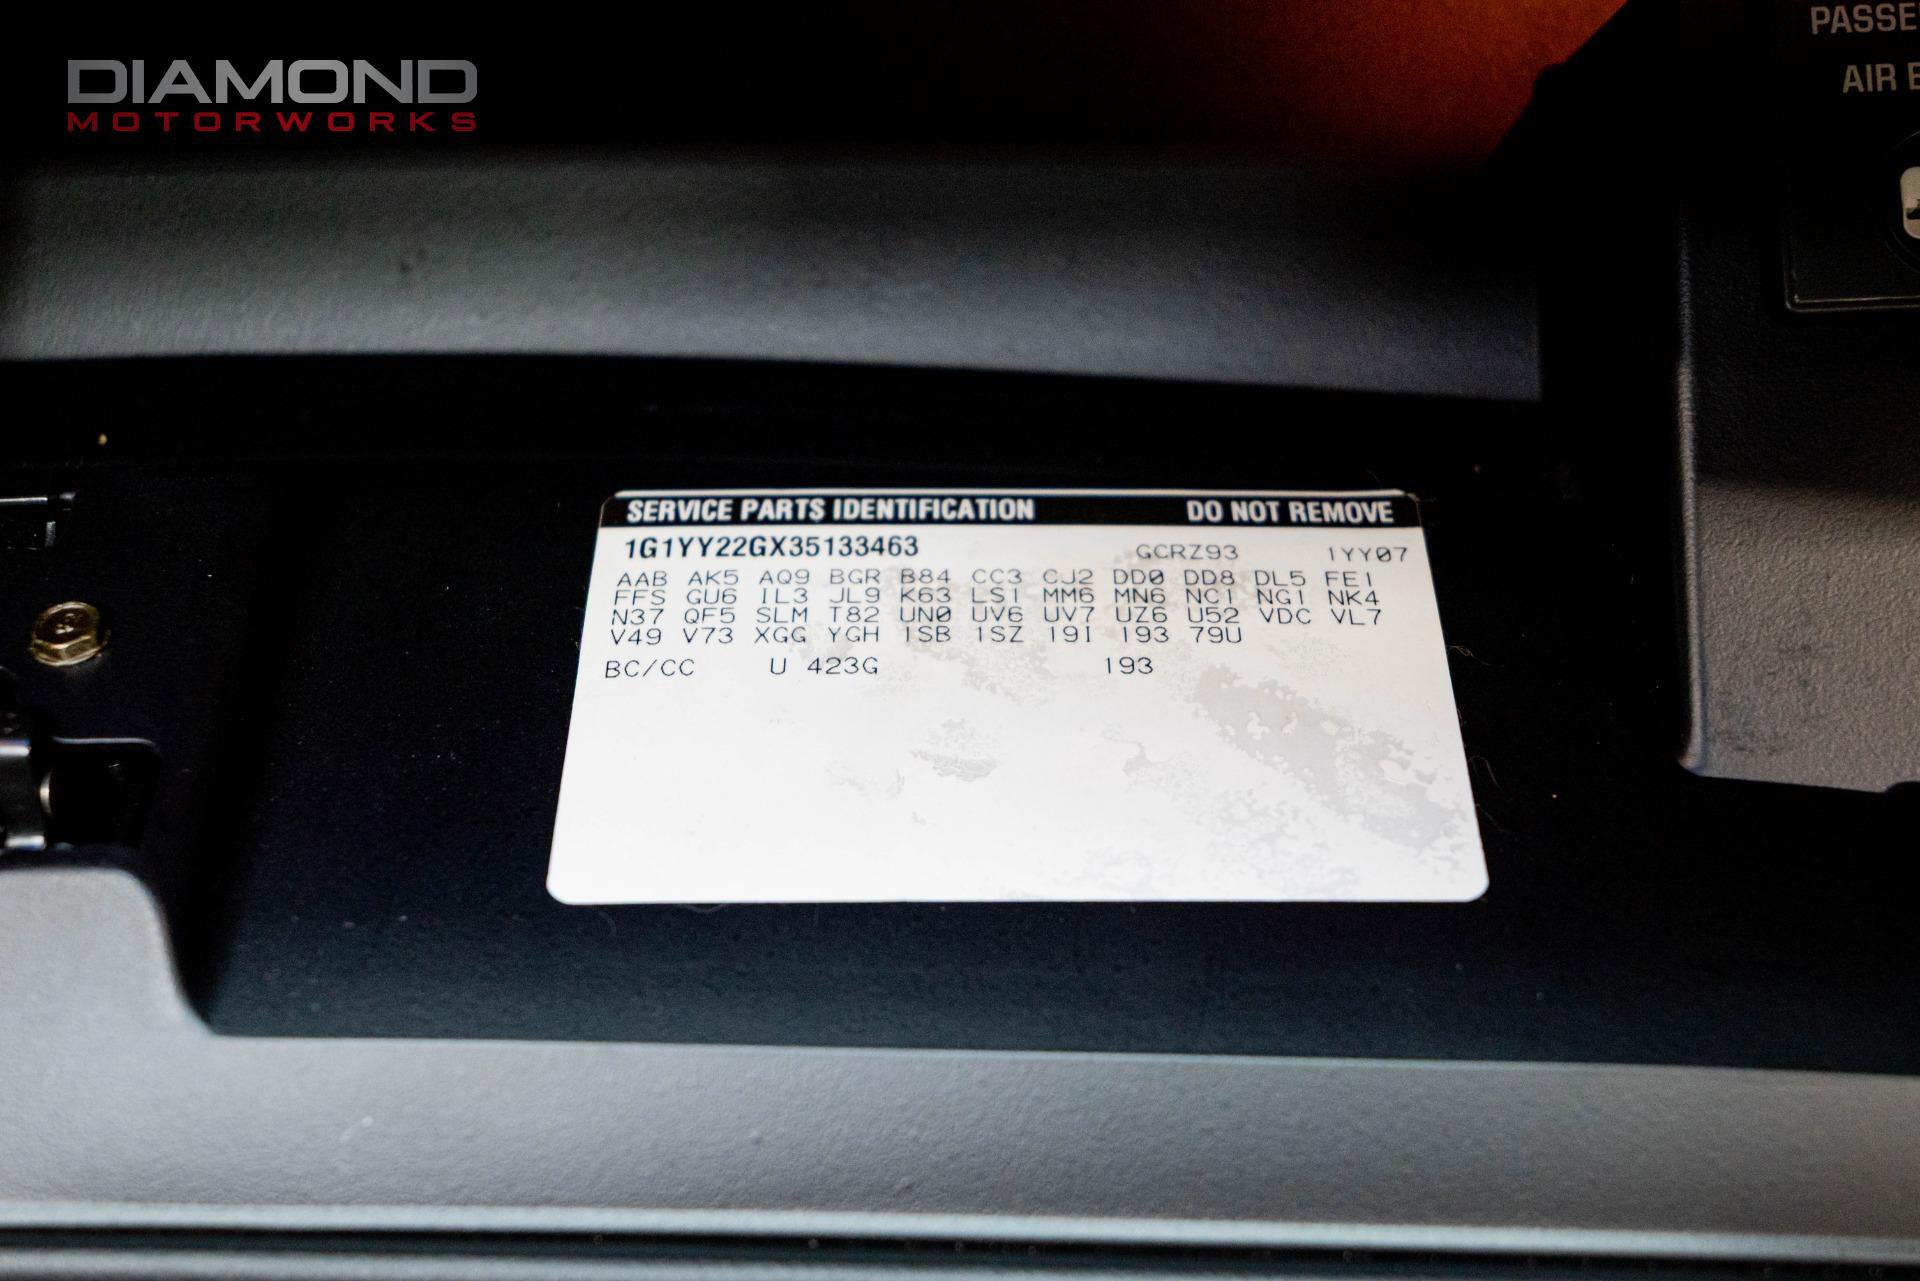 DIAMOND
MOTORWORKS
PASSE
AIR
SERVICE PARTS IDENTIFICATION DO NOT REMOVE
1G1YY22GX35133463 GCRZ93 1YY07
AAB AK5 AQ9 BGR B84 CC3 CJ2 DD0 DD8 DL5 FE1
FFS GU6 IL3 JL9 K63 LS1 MM6 MN6 NC1 NG1 NK4
N37 QF5 SLM T82 UN0 UV6 UV7 UZ6 U52 VDC VL7
V49 V73 XGG YGH 1SB 1SZ 19I 193 79U
BC/CC U 423G 193